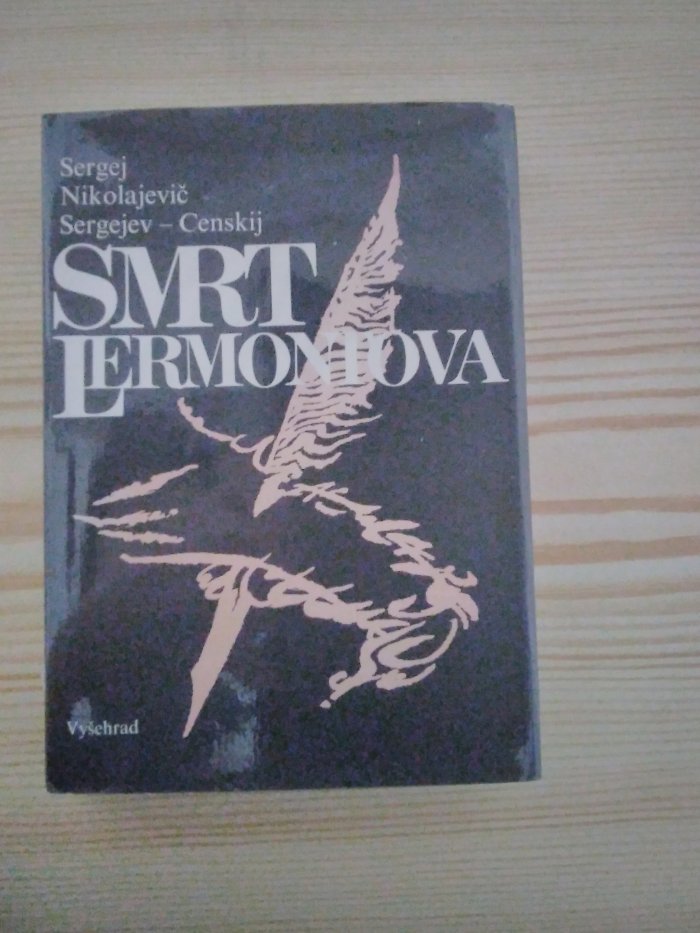 Sergej
Nikolajevič
Sergejev – Censkij
SMRT
LERMONTOVA
Vyšehrad